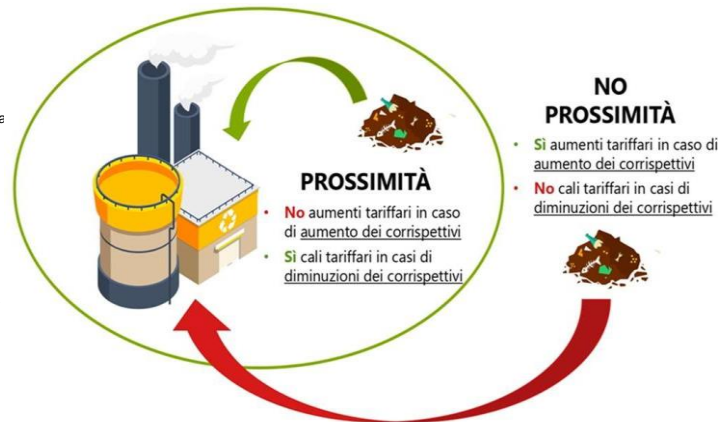 a
PROSSIMITÀ
• No aumenti tariffari in caso
di aumento dei corrispettivi
• Sì cali tariffari in casi di
diminuzioni dei corrispettivi
NO
PROSSIMITÀ
• Sì aumenti tariffari in caso di
aumento dei corrispettivi
• No cali tariffari in casi di
diminuzioni dei corrispettivi